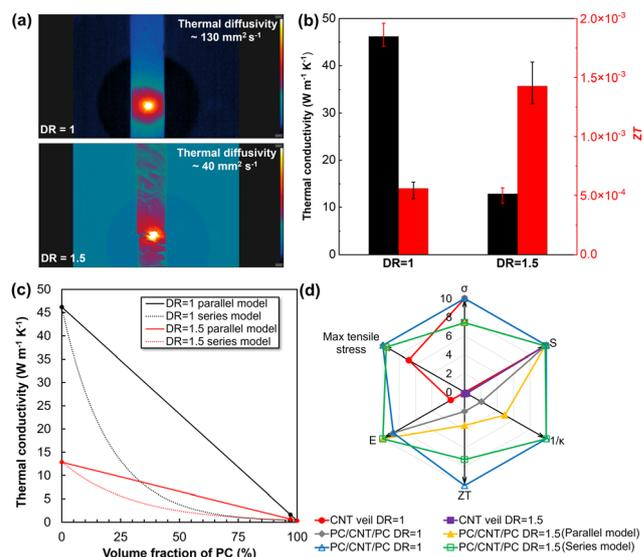 (a)
Thermal diffusivity
~ 130 mm² s⁻¹
DR = 1
Thermal diffusivity
~ 40 mm² s⁻¹
DR = 1.5
(b)
Thermal conductivity (W m⁻¹ K⁻¹)
50
40
30
20
10
0
2.0×10⁻³
1.5×10⁻³
1.0×10⁻³
5.0×10⁻⁴
0.0
ZT
DR=1 DR=1.5
(c)
Thermal conductivity (W m⁻¹ K⁻¹)
50
45
40
35
30
25
20
15
10
5
0
DR=1 parallel model
DR=1 series model
DR=1.5 parallel model
DR=1.5 series model
0 25 50 75 100
Volume fraction of PC (%)
(d)
σ
10
8
6
4
2
0
Max tensile
stress
S
E
1/κ
ZT
CNT veil DR=1 CNT veil DR=1.5
PC/CNT/PC DR=1 PC/CNT/PC DR=1.5(Parallel model)
PC/CNT/PC DR=1 PC/CNT/PC DR=1.5(Series model)